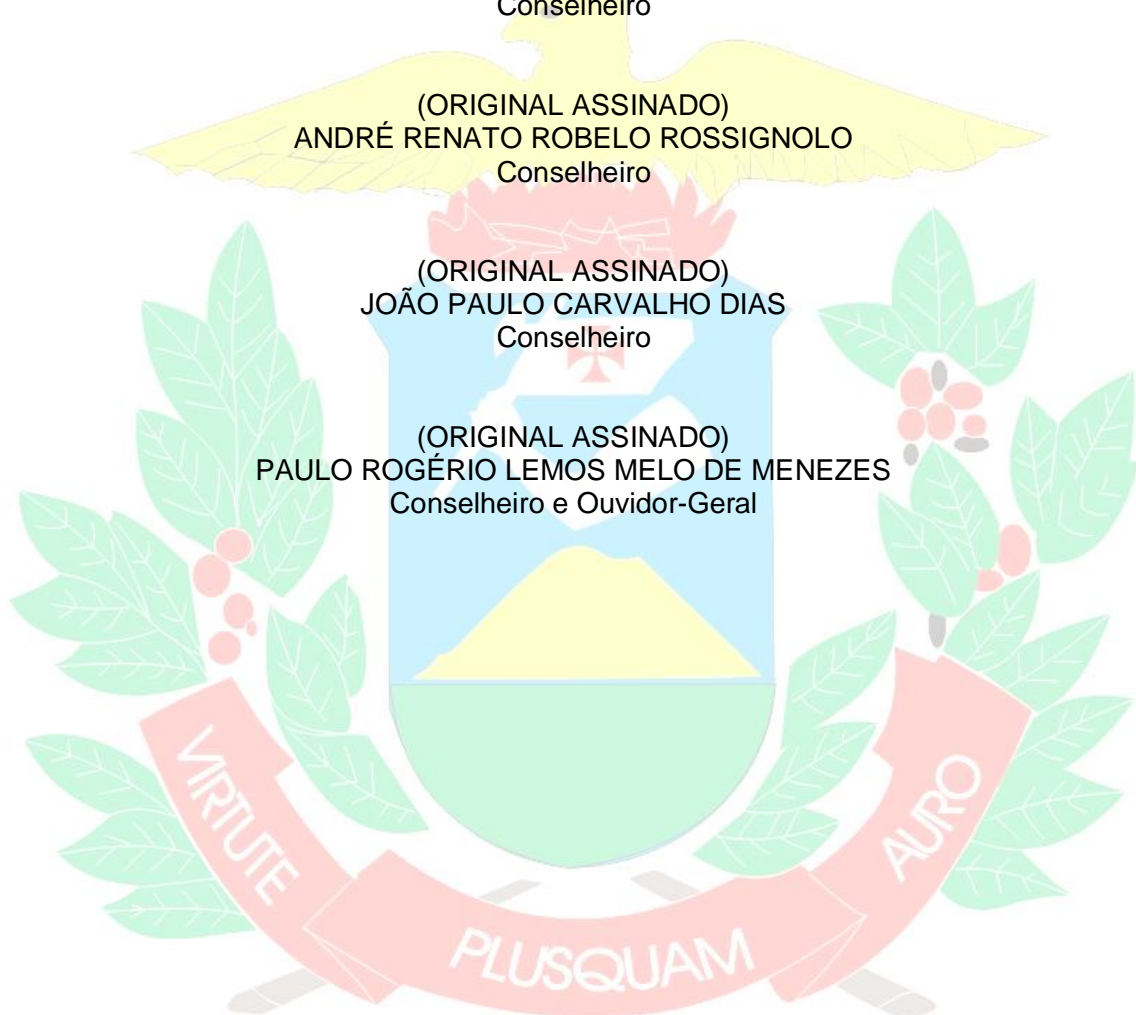 Conselheiro
(ORIGINAL ASSINADO)
ANDRÉ RENATO ROBELO ROSSIGNOLO
Conselheiro
(ORIGINAL ASSINADO)
JOÃO PAULO CARVALHO DIAS
Conselheiro
(ORIGINAL ASSINADO)
PAULO ROGÉRIO LEMOS MELO DE MENEZES
Conselheiro e Ouvidor-Geral
VIRTUTE PLUSQUAM AURO